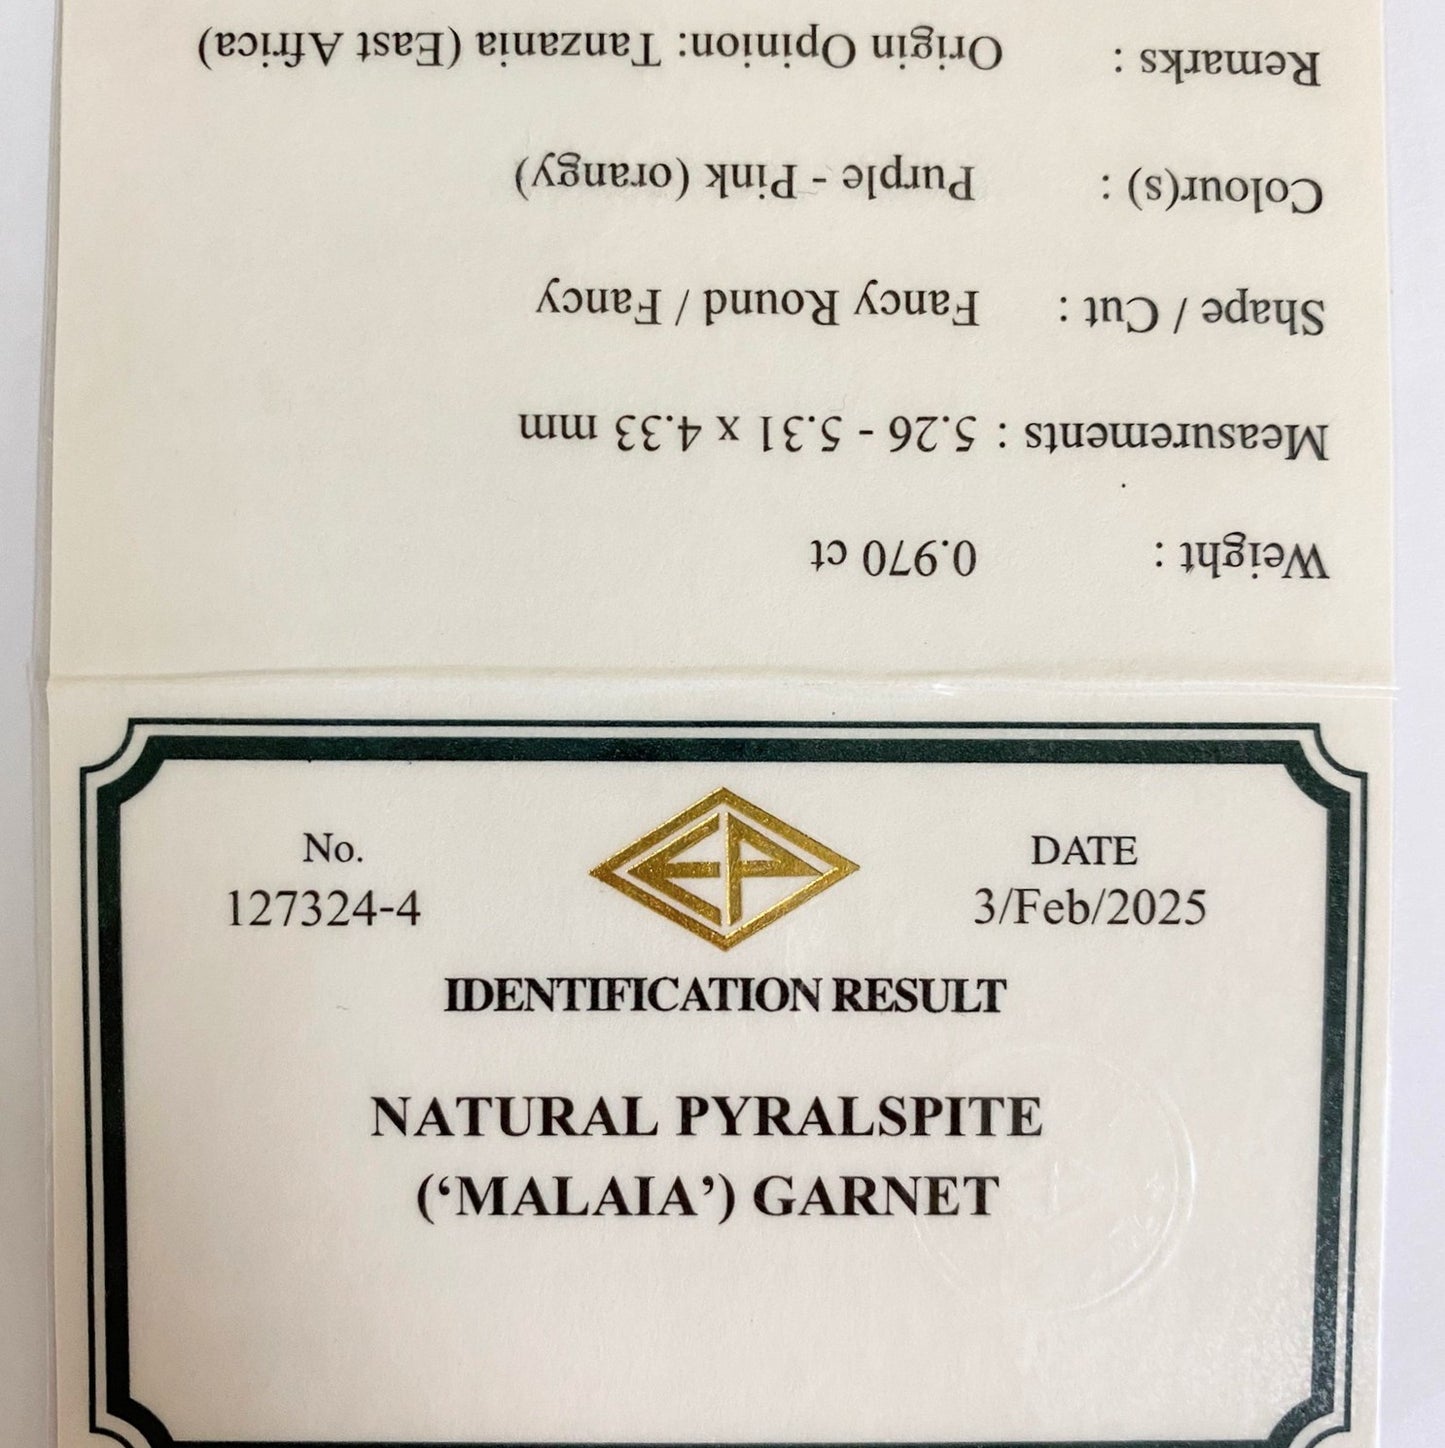 No.
127324-4
EP
DATE
3/Feb/2025
IDENTIFICATION RESULT
NATURAL PYRALSPITE
(‘MALAIA’) GARNET
Weight : 0.970 ct
Measurements : 5.26 - 5.31 x 4.33 mm
Shape / Cut : Fancy Round / Fancy
Colour(s) : Purple - Pink (orangy)
Remarks : Origin Opinion: Tanzania (East Africa)